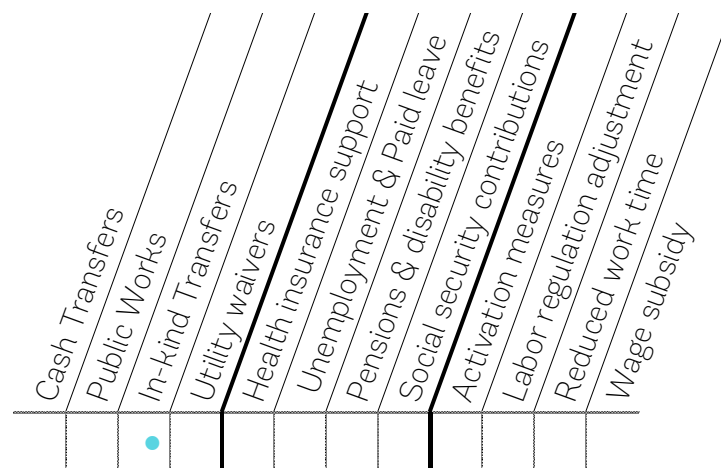 Cash Transfers
Public Works
In-kind Transfers
Utility waivers
Health insurance support
Unemployment & Paid leave
Pensions & disability benefits
Social security contributions
Activation measures
Labor regulation adjustment
Reduced work time
Wage subsidy